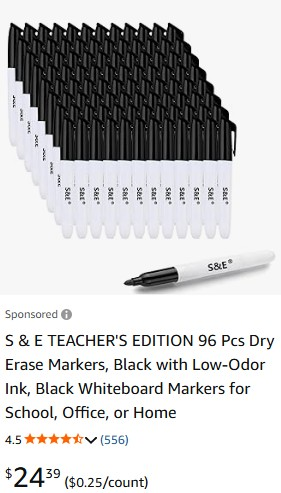 S&E
S&E
S&E
S&E
S&E
S&E
S&E®
S&E®
Sponsored
S & E TEACHER'S EDITION 96 Pcs Dry
Erase Markers, Black with Low-Odor
Ink, Black Whiteboard Markers for
School, Office, or Home
4.5 (556)
$24.39 ($0.25/count)